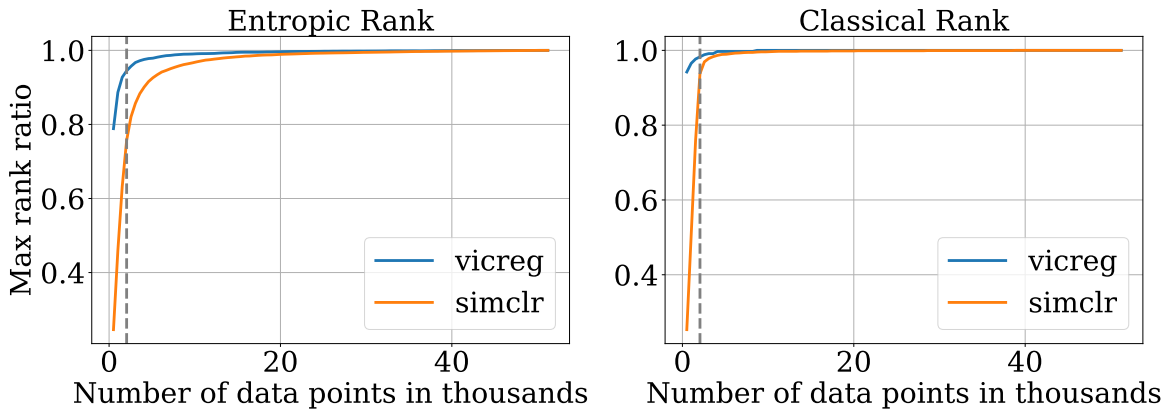 Entropic Rank
Max rank ratio
1.0
0.8
0.6
0.4
0
20
40
Number of data points in thousands
vicreg
simclr
Classical Rank
1.0
0.8
0.6
0.4
0
20
40
Number of data points in thousands
vicreg
simclr